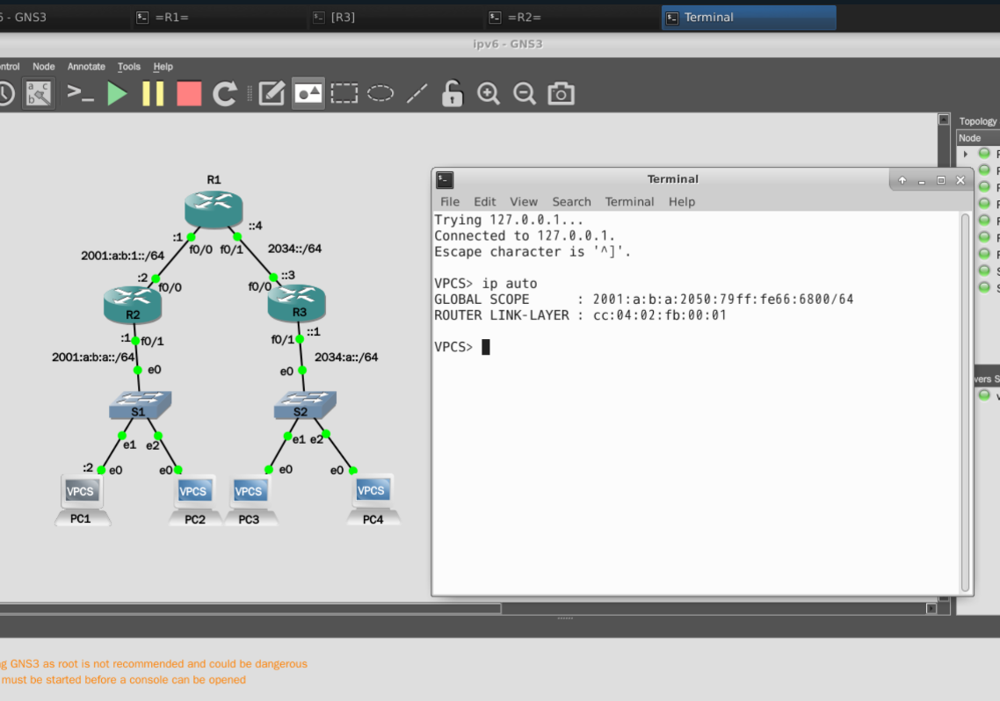 6 - GNS3
=R1=
[R3]
=R2=
Terminal
ipv6 - GNS3
ntrol Node Annotate Tools Help
a c
b
>_
Topology
Node
R1
::4
:1
f0/0 f0/1
2034::/64
2001:a:b:1::/64
:2
f0/0
f0/0
::3
R2
R3
:1
f0/1
f0/1
::1
2001:a:b:a::/64
2034:a::/64
e0
e0
S1
S2
e1 e2
e1 e2
:2 e0
e0
e0
e0
VPCS
VPCS
VPCS
VPCS
PC1
PC2
PC3
PC4
Terminal
File Edit View Search Terminal Help
Trying 127.0.0.1...
Connected to 127.0.0.1.
Escape character is '^]'.
VPCS> ip auto
GLOBAL SCOPE : 2001:a:b:a:2050:79ff:fe66:6800/64
ROUTER LINK-LAYER : cc:04:02:fb:00:01
VPCS>
vers S
v
g GNS3 as root is not recommended and could be dangerous
must be started before a console can be opened